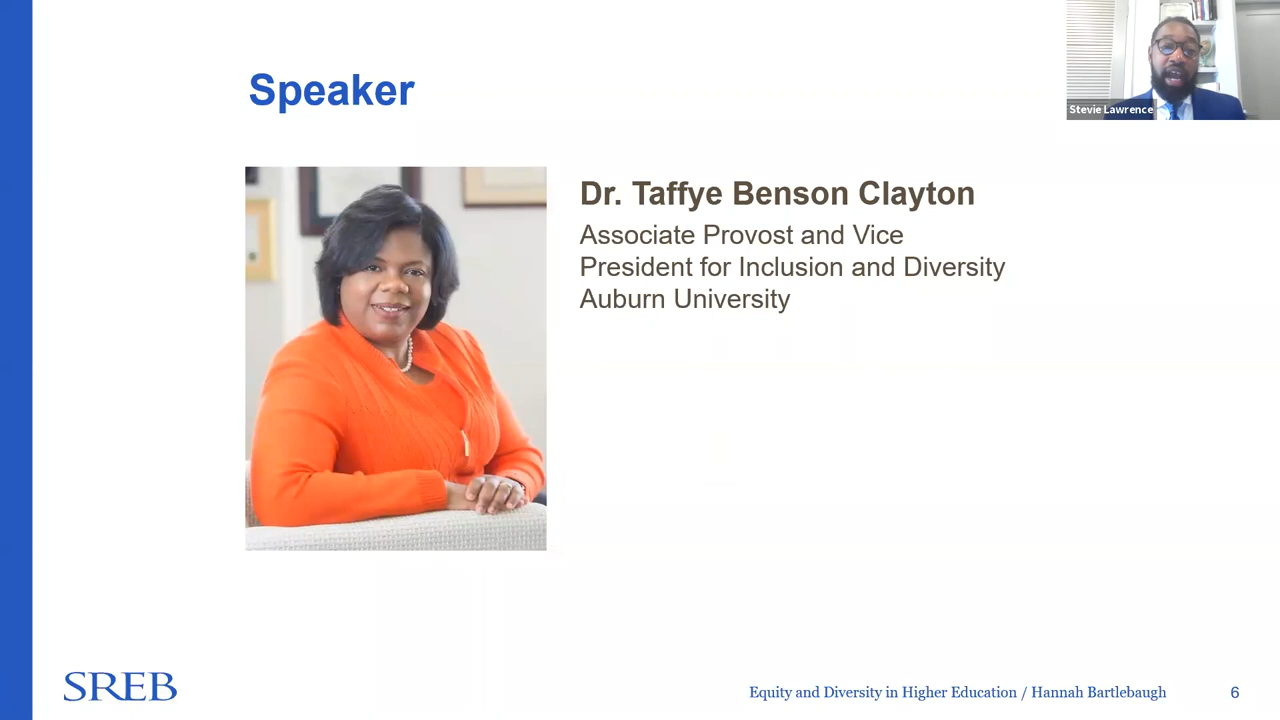 Speaker
Stevie Lawrence
Dr. Taffye Benson Clayton
Associate Provost and Vice
President for Inclusion and Diversity
Auburn University
SREB
Equity and Diversity in Higher Education / Hannah Bartlebaugh
6